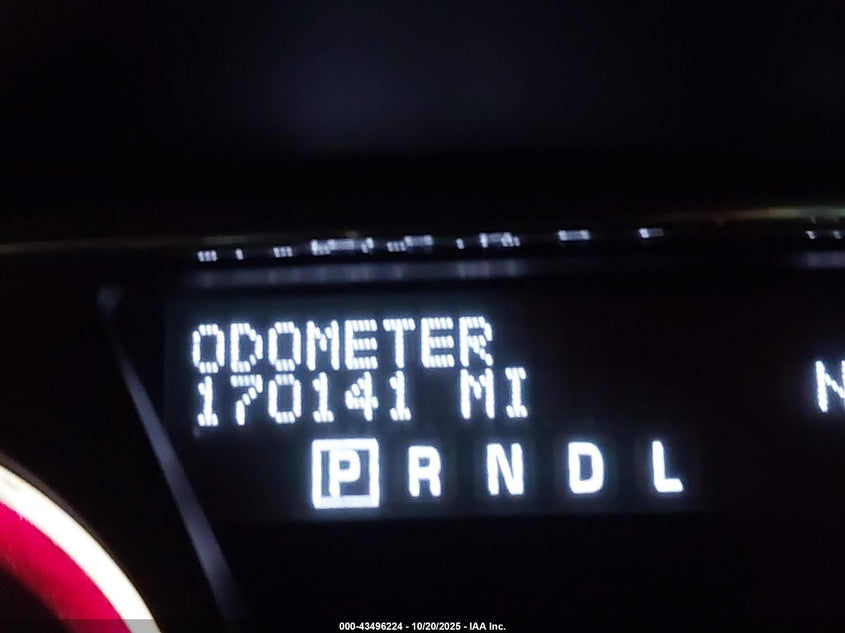 ODOMETER
170141 MI
N
P R N D L
000-43496224 - 10/20/2025 - IAA Inc.